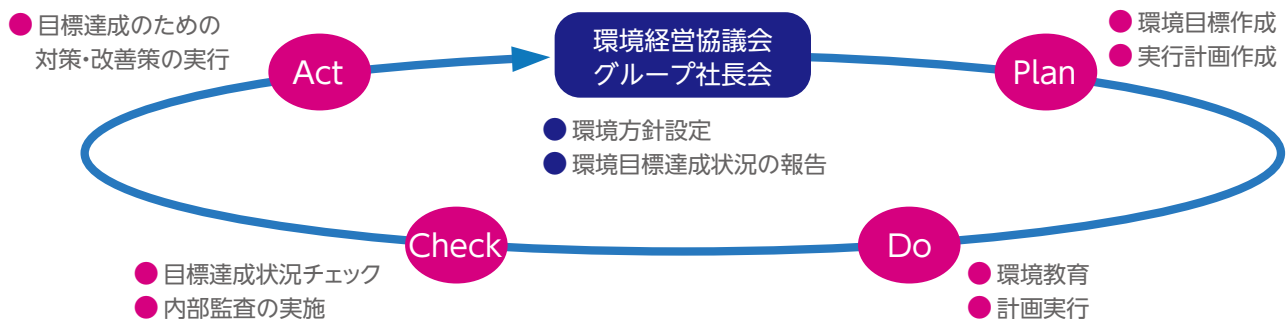 ● 目標達成のための
対策・改善策の実行
Act
環境経営協議会
グループ社長会
● 環境方針設定
● 環境目標達成状況の報告
Plan
● 環境目標作成
● 実行計画作成
Check
● 目標達成状況チェック
● 内部監査の実施
Do
● 環境教育
● 計画実行